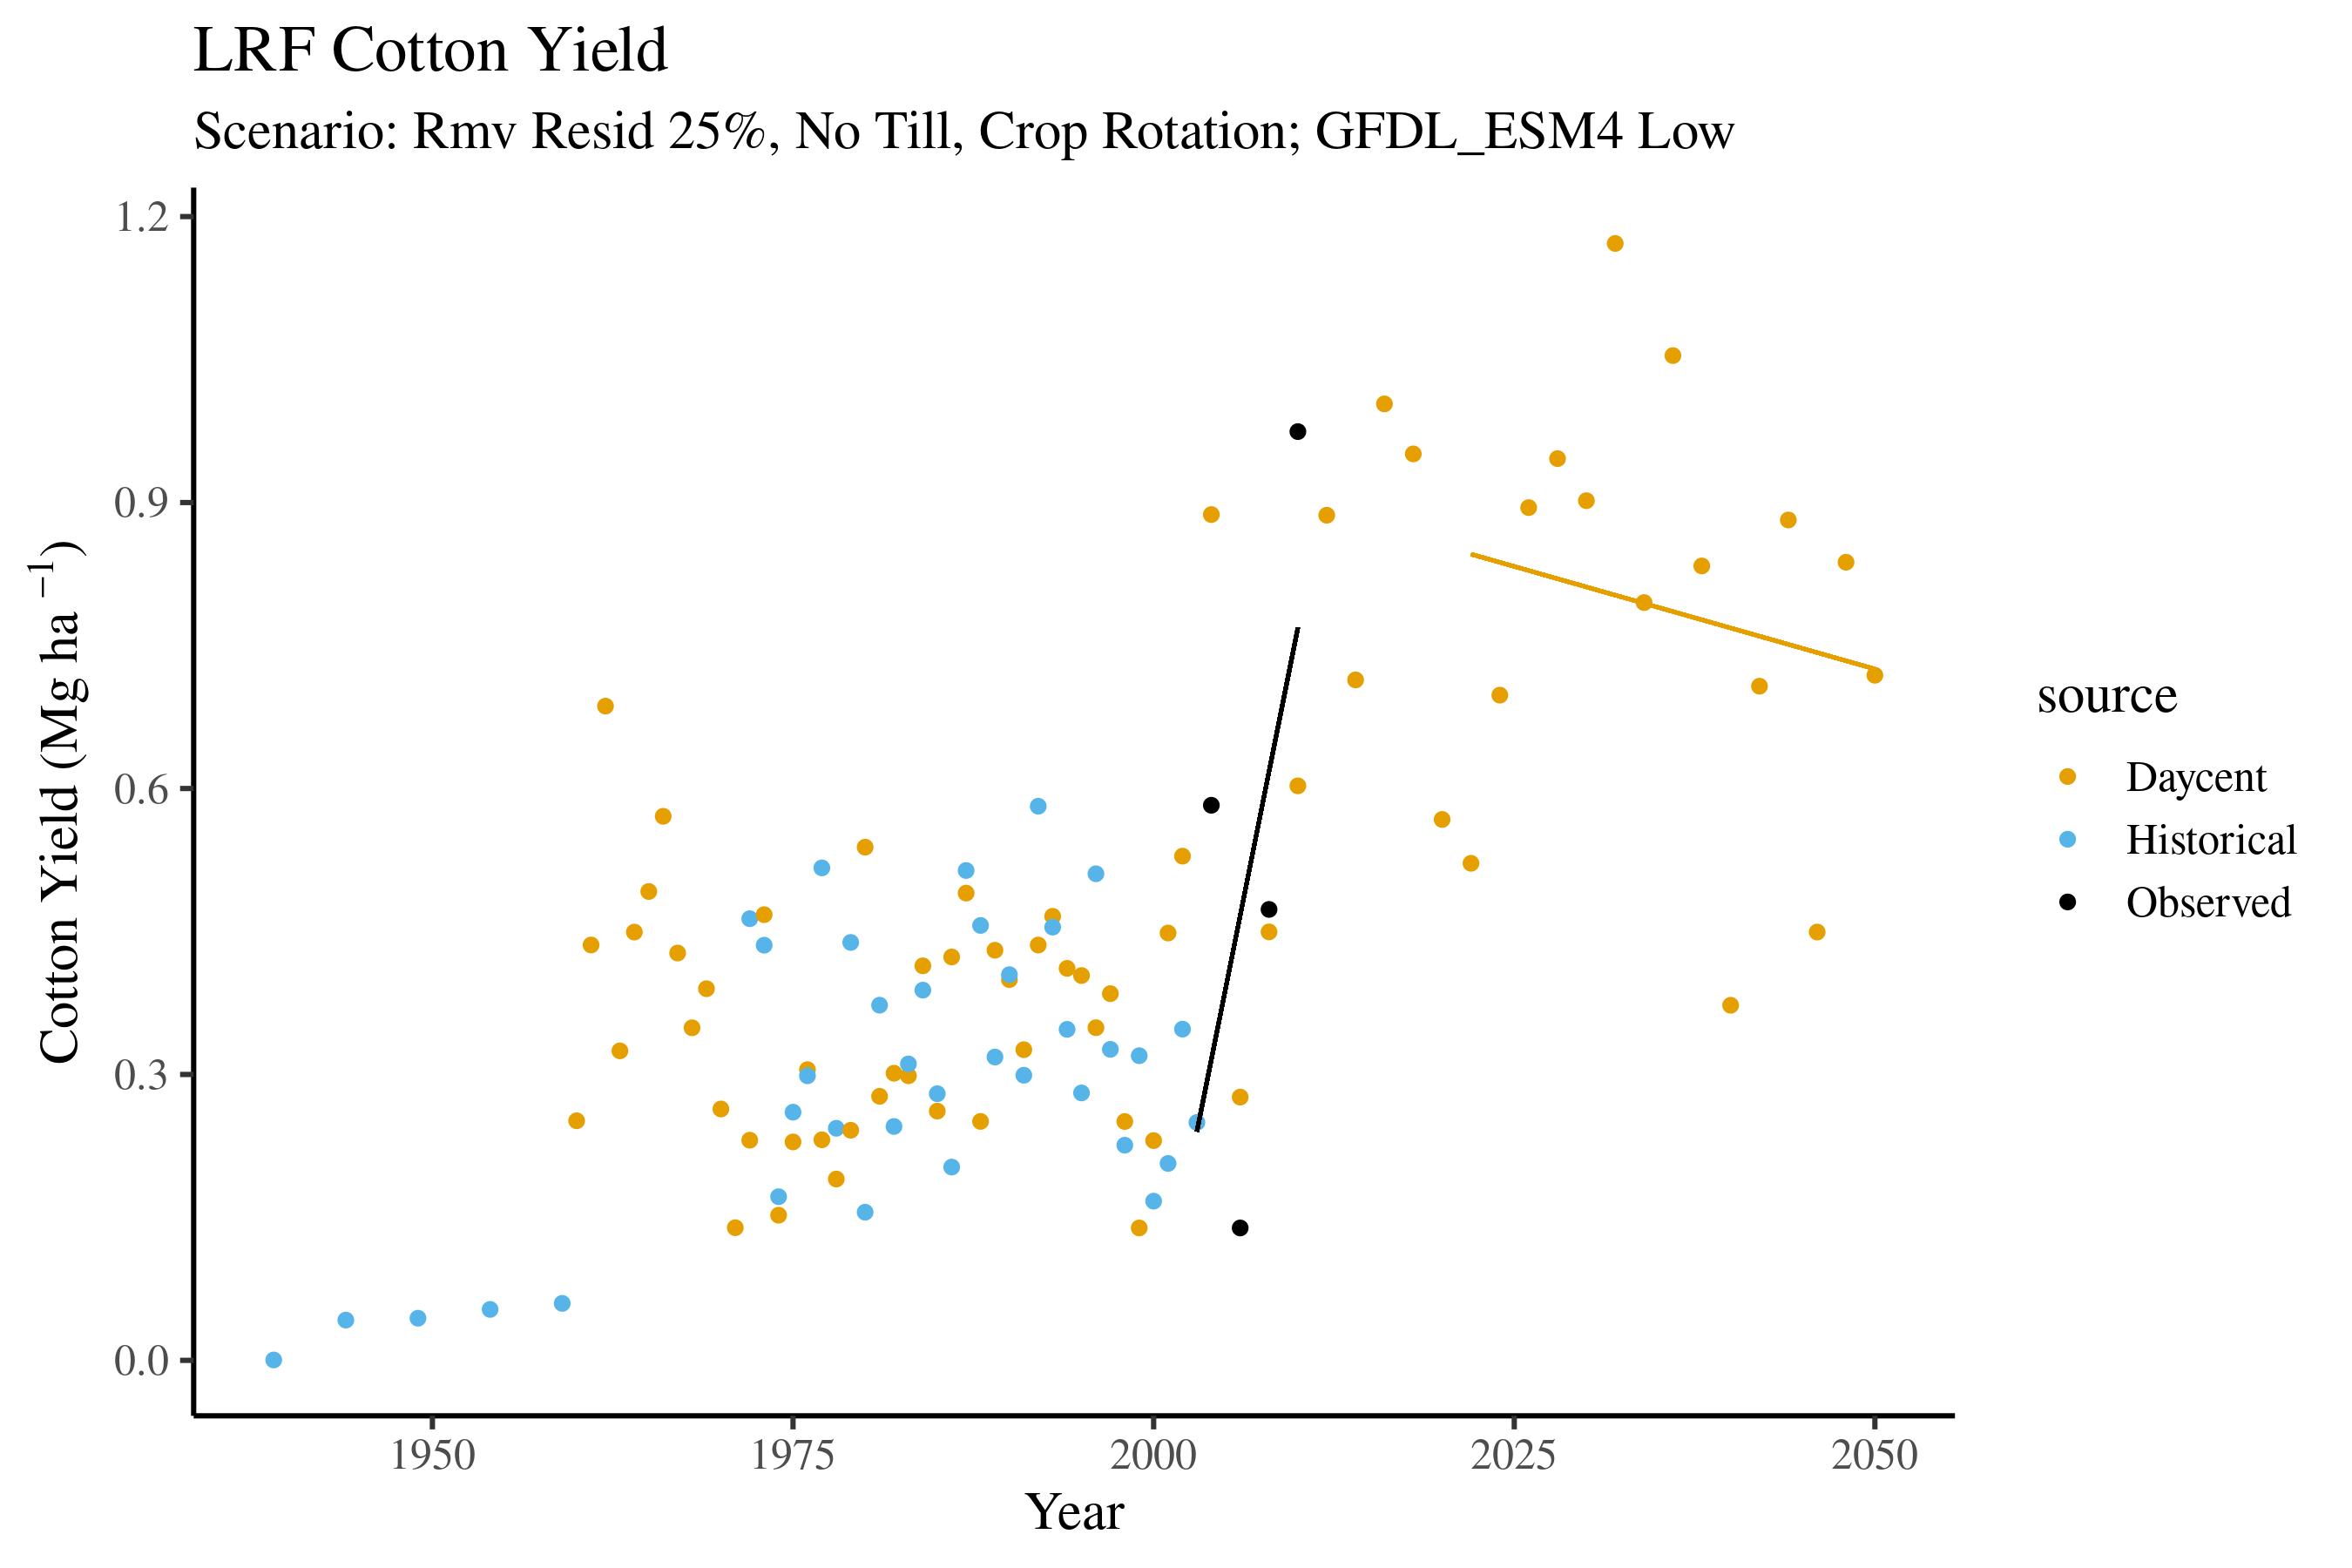 LRF Cotton Yield
Scenario: Rmv Resid 25%, No Till, Crop Rotation; GFDL_ESM4 Low
Cotton Yield (Mg ha −1)
1.2
0.9
0.6
0.3
0.0
1950 1975 2000 2025 2050
Year
source
Daycent
Historical
Observed